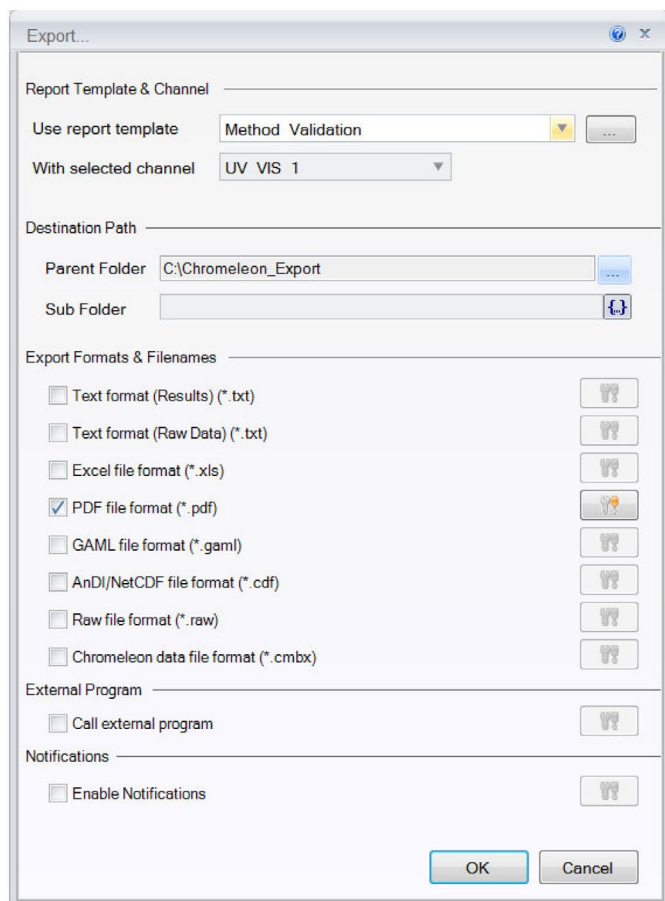 Export...
Report Template & Channel
Use report template Method Validation ...
With selected channel UV VIS 1
Destination Path
Parent Folder C:\Chromeleon_Export ...
Sub Folder {..}
Export Formats & Filenames
Text format (Results) (*.txt)
Text format (Raw Data) (*.txt)
Excel file format (*.xls)
PDF file format (*.pdf)
GAML file format (*.gaml)
AnDI/NetCDF file format (*.cdf)
Raw file format (*.raw)
Chromeleon data file format (*.cmbx)
External Program
Call external program
Notifications
Enable Notifications
OK Cancel